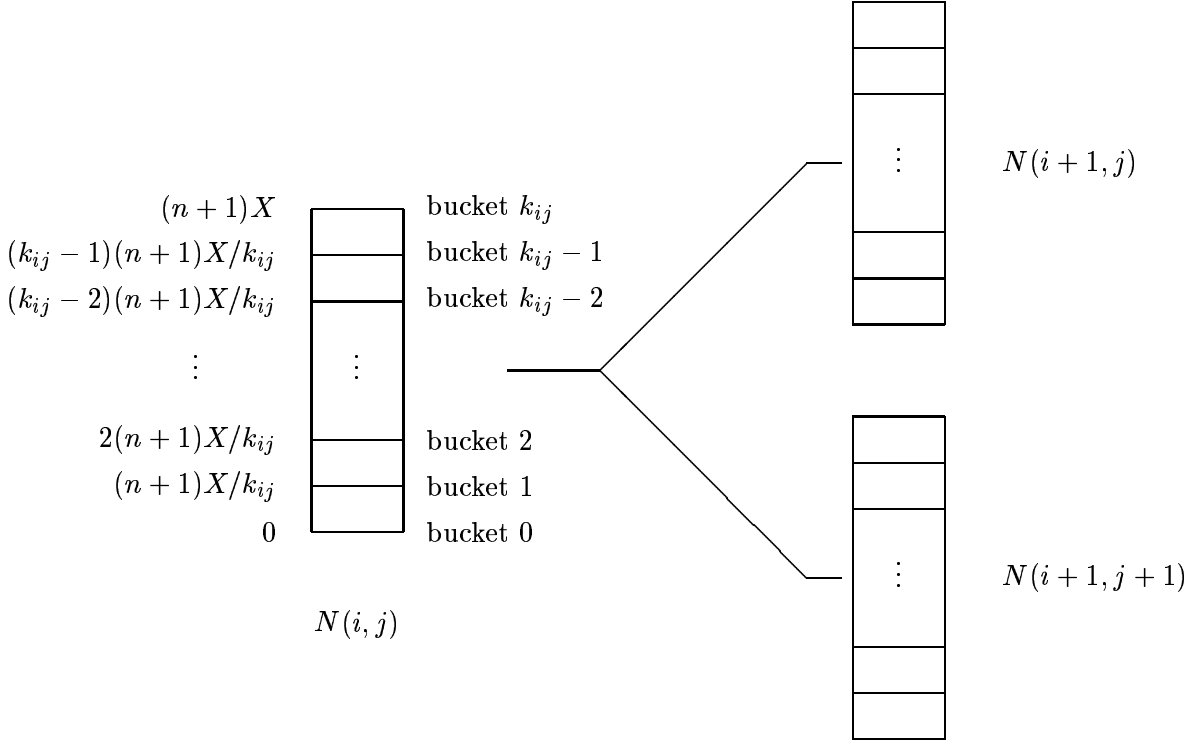 (n + 1)X bucket k_{ij}
(k_{ij} − 1)(n + 1)X/k_{ij} bucket k_{ij} − 1
(k_{ij} − 2)(n + 1)X/k_{ij} bucket k_{ij} − 2
⋮ ⋮
2(n + 1)X/k_{ij} bucket 2
(n + 1)X/k_{ij} bucket 1
0 bucket 0
N(i, j)
⋮ N(i + 1, j)
⋮ N(i + 1, j + 1)